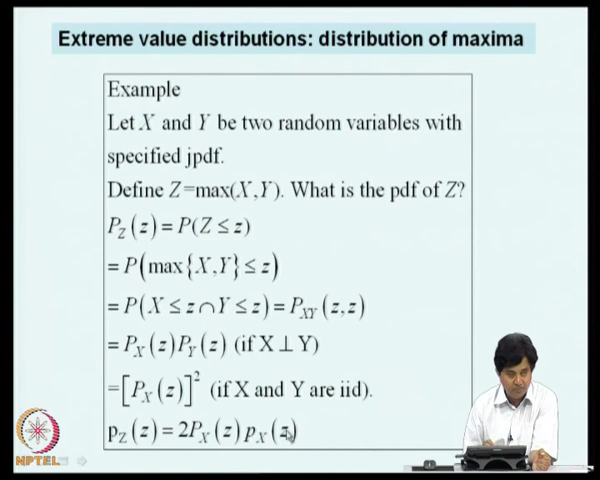 Extreme value distributions: distribution of maxima
Example
Let X and Y be two random variables with
specified jpdf.
Define Z=max(X,Y). What is the pdf of Z?
P_Z(z) = P(Z ≤ z)
= P(max{X,Y} ≤ z)
= P(X ≤ z ∩ Y ≤ z) = P_XY(z,z)
= P_X(z)P_Y(z) (if X ⊥ Y)
=[P_X(z)]² (if X and Y are iid).
p_Z(z) = 2P_X(z)p_X(z)
NPTEL